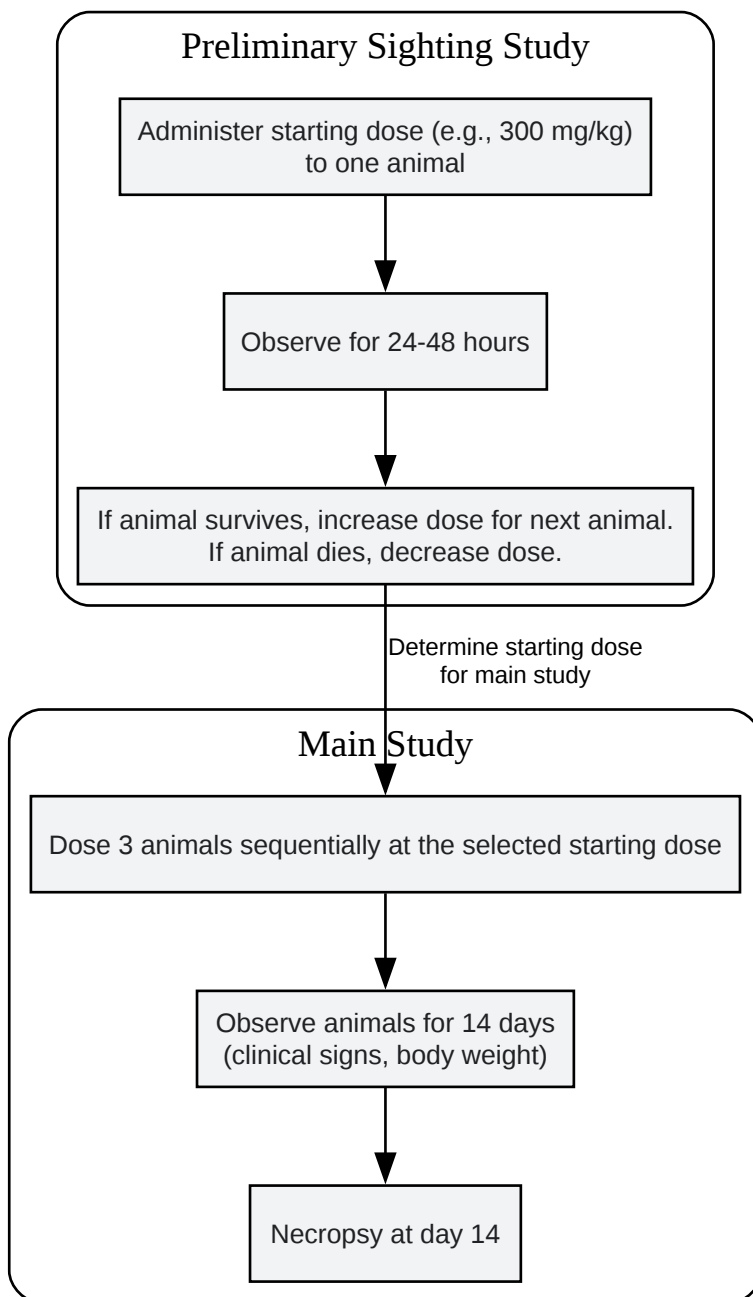 Preliminary Sighting Study
Administer starting dose (e.g., 300 mg/kg)
to one animal
Observe for 24-48 hours
If animal survives, increase dose for next animal.
If animal dies, decrease dose.
Determine starting dose
for main study
Main Study
Dose 3 animals sequentially at the selected starting dose
Observe animals for 14 days
(clinical signs, body weight)
Necropsy at day 14